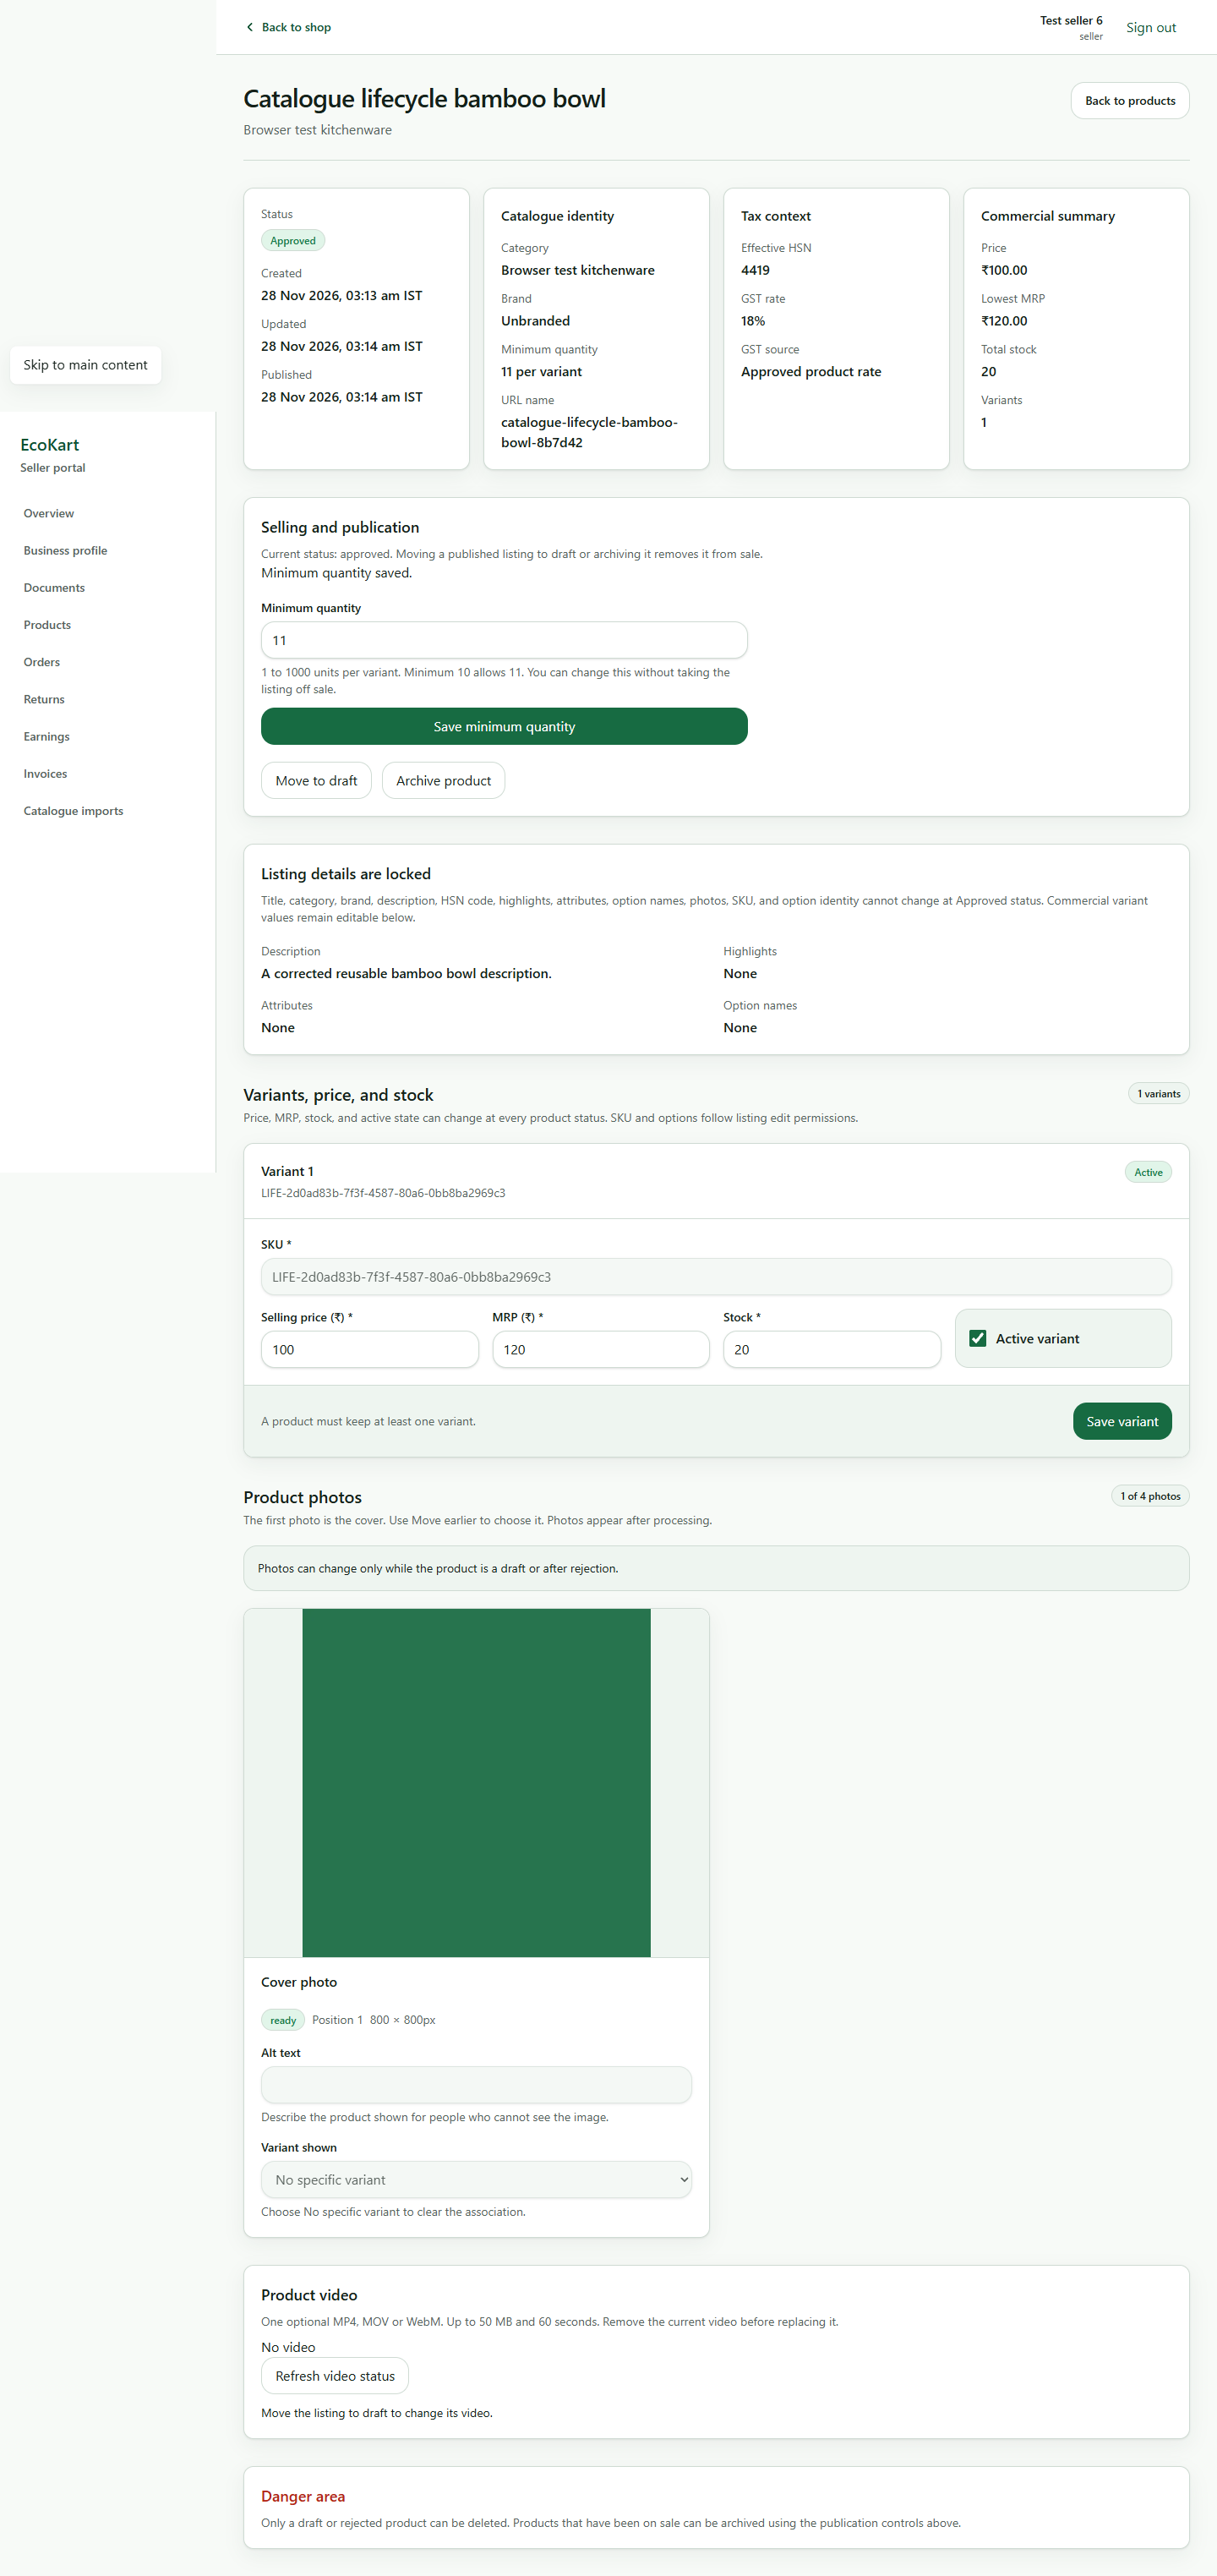 Back to shop
Test seller 6
seller
Sign out
Catalogue lifecycle bamboo bowl
Browser test kitchenware
Back to products
Status
Approved
Created
28 Nov 2026, 03:13 am IST
Updated
28 Nov 2026, 03:14 am IST
Published
28 Nov 2026, 03:14 am IST
Catalogue identity
Category
Browser test kitchenware
Brand
Unbranded
Minimum quantity
11 per variant
URL name
catalogue-lifecycle-bamboo-
bowl-8b7d42
Tax context
Effective HSN
4419
GST rate
18%
GST source
Approved product rate
Commercial summary
Price
₹100.00
Lowest MRP
₹120.00
Total stock
20
Variants
1
Skip to main content
EcoKart
Seller portal
Overview
Business profile
Documents
Products
Orders
Returns
Earnings
Invoices
Catalogue imports
Selling and publication
Current status: approved. Moving a published listing to draft or archiving it removes it from sale.
Minimum quantity saved.
Minimum quantity
11
1 to 1000 units per variant. Minimum 10 allows 11. You can change this without taking the
listing off sale.
Save minimum quantity
Move to draft
Archive product
Listing details are locked
Title, category, brand, description, HSN code, highlights, attributes, option names, photos, SKU, and option identity cannot change at Approved status. Commercial variant
values remain editable below.
Description
A corrected reusable bamboo bowl description.
Highlights
None
Attributes
None
Option names
None
Variants, price, and stock
1 variants
Price, MRP, stock, and active state can change at every product status. SKU and options follow listing edit permissions.
Variant 1
Active
LIFE-2d0ad83b-7f3f-4587-80a6-0bb8ba2969c3
SKU *
LIFE-2d0ad83b-7f3f-4587-80a6-0bb8ba2969c3
Selling price (₹) *
100
MRP (₹) *
120
Stock *
20
Active variant
A product must keep at least one variant.
Save variant
Product photos
1 of 4 photos
The first photo is the cover. Use Move earlier to choose it. Photos appear after processing.
Photos can change only while the product is a draft or after rejection.
Cover photo
ready
Position 1 800 × 800px
Alt text
Describe the product shown for people who cannot see the image.
Variant shown
No specific variant
Choose No specific variant to clear the association.
Product video
One optional MP4, MOV or WebM. Up to 50 MB and 60 seconds. Remove the current video before replacing it.
No video
Refresh video status
Move the listing to draft to change its video.
Danger area
Only a draft or rejected product can be deleted. Products that have been on sale can be archived using the publication controls above.